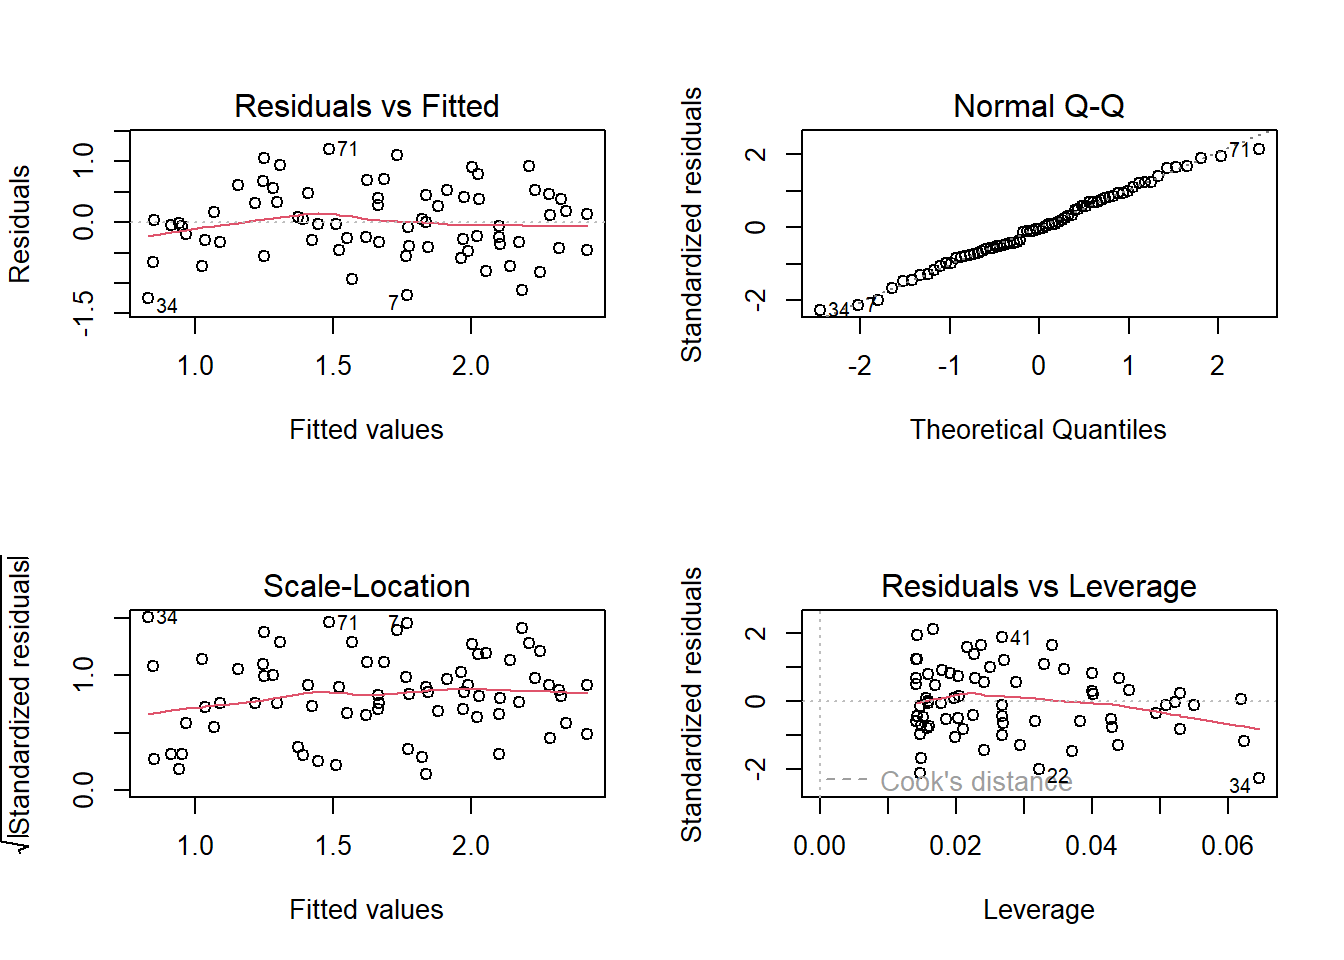 Residuals vs Fitted
Residuals
1.0
0.0
-1.5
71
7
34
1.0 1.5 2.0
Fitted values
Normal Q-Q
Standardized residuals
2
0
-2
71
34
7
-2 -1 0 1 2
Theoretical Quantiles
Scale-Location
√|Standardized residuals|
1.0
0.0
34
71
7
1.0 1.5 2.0
Fitted values
Residuals vs Leverage
Standardized residuals
2
0
-2
41
22
34
Cook's distance
0.00 0.02 0.04 0.06
Leverage